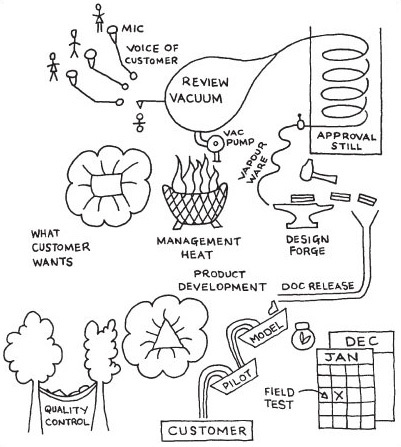 MIC
VOICE OF
CUSTOMER
REVIEW
VACUUM
VAC
PUMP
APPROVAL
STILL
VAPOUR
WARE
WHAT
CUSTOMER
WANTS
MANAGEMENT
HEAT
DESIGN
FORGE
PRODUCT
DEVELOPMENT
DOC RELEASE
MODEL
PILOT
DEC
JAN
FIELD
TEST
X
QUALITY
CONTROL
CUSTOMER